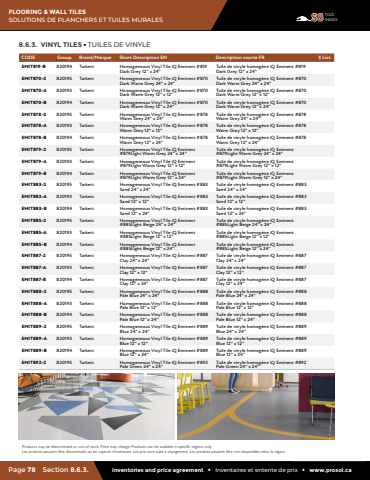 FLOORING & WALL TILES
SOLUTIONS DE PLANCHERS ET TUILES MURALES
8.6.3. VINYL TILES • TUILES DE VINYLE
CODE Group. Brand/Marque Short Description EN Description courte FR $ List.
EMIT819-B 820194 Tarkett Homogeneous Vinyl Tile iQ Eminent #819 Tuile de vinyle homogène iQ Eminent #819
Dark Grey 12" x 24" Dark Grey 12" x 24"
EMIT870-2 820195 Tarkett Homogeneous Vinyl Tile iQ Eminent #870 Tuile de vinyle homogène iQ Eminent #870
Dark Warm Grey 24" x 24" Dark Warm Grey 24" x 24"
EMIT870-A 820193 Tarkett Homogeneous Vinyl Tile iQ Eminent #870 Tuile de vinyle homogène iQ Eminent #870
Dark Warm Grey 12" x 12" Dark Warm Grey 12" x 12"
EMIT870-B 820194 Tarkett Homogeneous Vinyl Tile iQ Eminent #870 Tuile de vinyle homogène iQ Eminent #870
Dark Warm Grey 12" x 24" Dark Warm Grey 12" x 24"
EMIT878-2 820195 Tarkett Homogeneous Vinyl Tile iQ Eminent #878 Tuile de vinyle homogène iQ Eminent #878
Warm Grey 24" x 24" Warm Grey 24" x 24"
EMIT878-A 820193 Tarkett Homogeneous Vinyl Tile iQ Eminent #878 Tuile de vinyle homogène iQ Eminent #878
Warm Grey 12" x 12" Warm Grey 12" x 12"
EMIT878-B 820194 Tarkett Homogeneous Vinyl Tile iQ Eminent #878 Tuile de vinyle homogène iQ Eminent #878
Warm Grey 12" x 24" Warm Grey 12" x 24"
EMIT879-2 820195 Tarkett Homogeneous Vinyl Tile iQ Eminent Tuile de vinyle homogène iQ Eminent
#879Light Warm Grey 24" x 24" #879Light Warm Grey 24" x 24"
EMIT879-A 820193 Tarkett Homogeneous Vinyl Tile iQ Eminent Tuile de vinyle homogène iQ Eminent
#879Light Warm Grey 12" x 12" #879Light Warm Grey 12" x 12"
EMIT879-B 820194 Tarkett Homogeneous Vinyl Tile iQ Eminent Tuile de vinyle homogène iQ Eminent
#879Light Warm Grey 12" x 24" #879Light Warm Grey 12" x 24"
EMIT883-2 820195 Tarkett Homogeneous Vinyl Tile iQ Eminent #883 Tuile de vinyle homogène iQ Eminent #883
Sand 24" x 24" Sand 24" x 24"
EMIT883-A 820193 Tarkett Homogeneous Vinyl Tile iQ Eminent #883 Tuile de vinyle homogène iQ Eminent #883
Sand 12" x 12" Sand 12" x 12"
EMIT883-B 820194 Tarkett Homogeneous Vinyl Tile iQ Eminent #883 Tuile de vinyle homogène iQ Eminent #883
Sand 12" x 24" Sand 12" x 24"
EMIT885-2 820195 Tarkett Homogeneous Vinyl Tile iQ Eminent Tuile de vinyle homogène iQ Eminent
#885Light Beige 24" x 24" #885Light Beige 24" x 24"
EMIT885-A 820193 Tarkett Homogeneous Vinyl Tile iQ Eminent Tuile de vinyle homogène iQ Eminent
#885Light Beige 12" x 12" #885Light Beige 12" x 12"
EMIT885-B 820194 Tarkett Homogeneous Vinyl Tile iQ Eminent Tuile de vinyle homogène iQ Eminent
#885Light Beige 12" x 24" #885Light Beige 12" x 24"
EMIT887-2 820195 Tarkett Homogeneous Vinyl Tile iQ Eminent #887 Tuile de vinyle homogène iQ Eminent #887
Clay 24" x 24" Clay 24" x 24"
EMIT887-A 820193 Tarkett Homogeneous Vinyl Tile iQ Eminent #887 Tuile de vinyle homogène iQ Eminent #887
Clay 12" x 12" Clay 12" x 12"
EMIT887-B 820194 Tarkett Homogeneous Vinyl Tile iQ Eminent #887 Tuile de vinyle homogène iQ Eminent #887
Clay 12" x 24" Clay 12" x 24"
EMIT888-2 820195 Tarkett Homogeneous Vinyl Tile iQ Eminent #888 Tuile de vinyle homogène iQ Eminent #888
Pale Blue 24" x 24" Pale Blue 24" x 24"
EMIT888-A 820193 Tarkett Homogeneous Vinyl Tile iQ Eminent #888 Tuile de vinyle homogène iQ Eminent #888
Pale Blue 12" x 12" Pale Blue 12" x 12"
EMIT888-B 820194 Tarkett Homogeneous Vinyl Tile iQ Eminent #888 Tuile de vinyle homogène iQ Eminent #888
Pale Blue 12" x 24" Pale Blue 12" x 24"
EMIT889-2 820195 Tarkett Homogeneous Vinyl Tile iQ Eminent #889 Tuile de vinyle homogène iQ Eminent #889
Blue 24" x 24" Blue 24" x 24"
EMIT889-A 820193 Tarkett Homogeneous Vinyl Tile iQ Eminent #889 Tuile de vinyle homogène iQ Eminent #889
Blue 12" x 12" Blue 12" x 12"
EMIT889-B 820194 Tarkett Homogeneous Vinyl Tile iQ Eminent #889 Tuile de vinyle homogène iQ Eminent #889
Blue 12" x 24" Blue 12" x 24"
EMIT892-2 820195 Tarkett Homogeneous Vinyl Tile iQ Eminent #892 Tuile de vinyle homogène iQ Eminent #892
Pale Green 24" x 24" Pale Green 24" x 24"
Products may be discontinued or out of stock. Price may change. Products can be available in specific regions only.
Les produits peuvent être discontinués ou en rupture d'inventaire. Les prix sont sujet à changement. Les produits peuvent être non disponibles selon la région.
Page 78 Section 8.6.3. Inventories and price agreement • Inventaires et entente de prix • www.prosol.ca